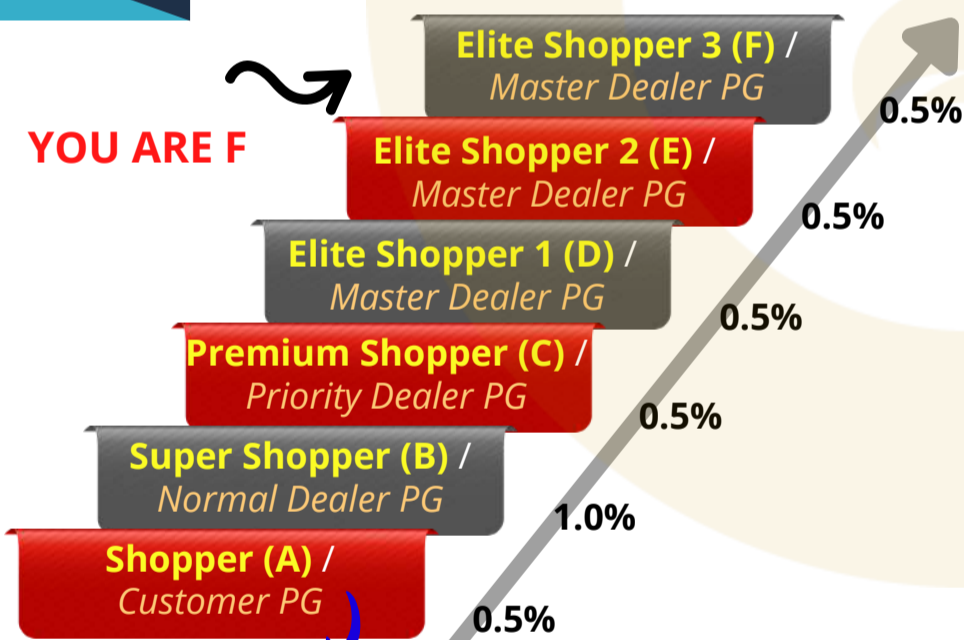 Elite Shopper 3 (F) /
Master Dealer PG
0.5%
YOU ARE F
Elite Shopper 2 (E) /
Master Dealer PG
0.5%
Elite Shopper 1 (D) /
Master Dealer PG
0.5%
Premium Shopper (C) /
Priority Dealer PG
0.5%
Super Shopper (B) /
Normal Dealer PG
1.0%
Shopper (A) /
Customer PG
0.5%